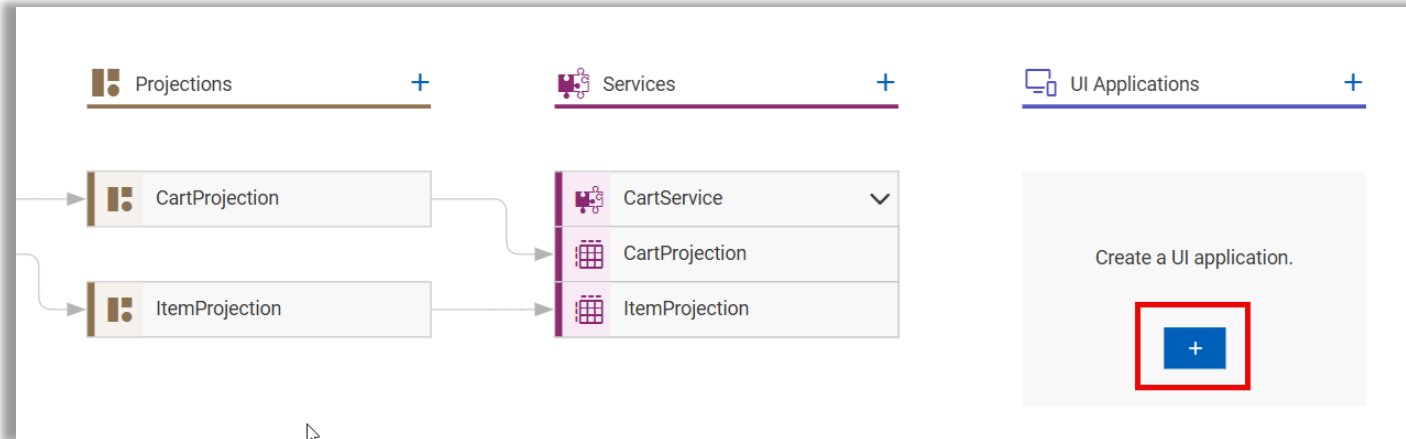 Projections +
Services +
UI Applications +
CartProjection
CartService
CartProjection
Create a UI application.
ItemProjection
ItemProjection
+